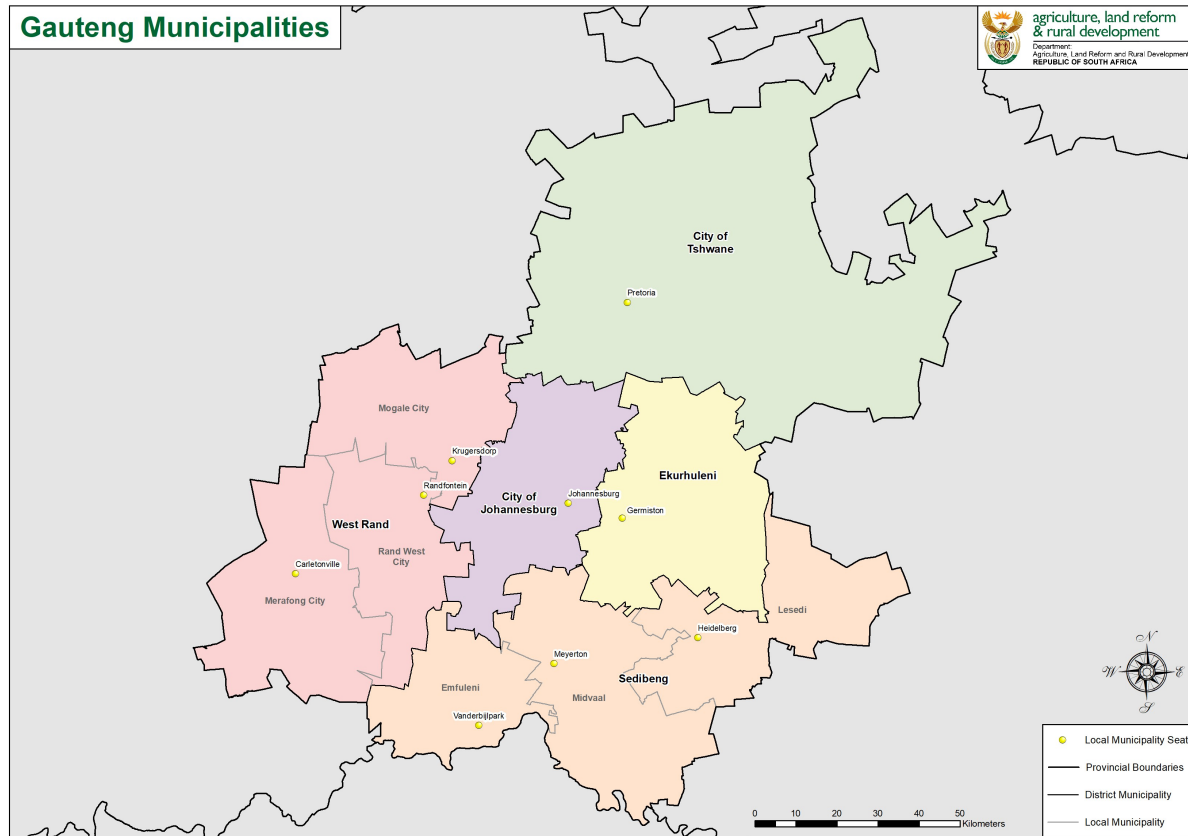 Gauteng Municipalities
agriculture, land reform
& rural development
Department:
Agriculture, Land Reform and Rural Development
REPUBLIC OF SOUTH AFRICA
City of
Tshwane
Pretoria
Mogale City
Krugersdorp
Randfontein
West Rand
Rand West
City
Carletonville
Merafong City
City of
Johannesburg
Johannesburg
Ekurhuleni
Germiston
Lesedi
Heidelberg
Meyerton
Sedibeng
Emfuleni
Midvaal
Vanderbijlpark
N
W
E
S
Local Municipality Seat
Provincial Boundaries
District Municipality
Local Municipality
0 10 20 30 40 50
Kilometers